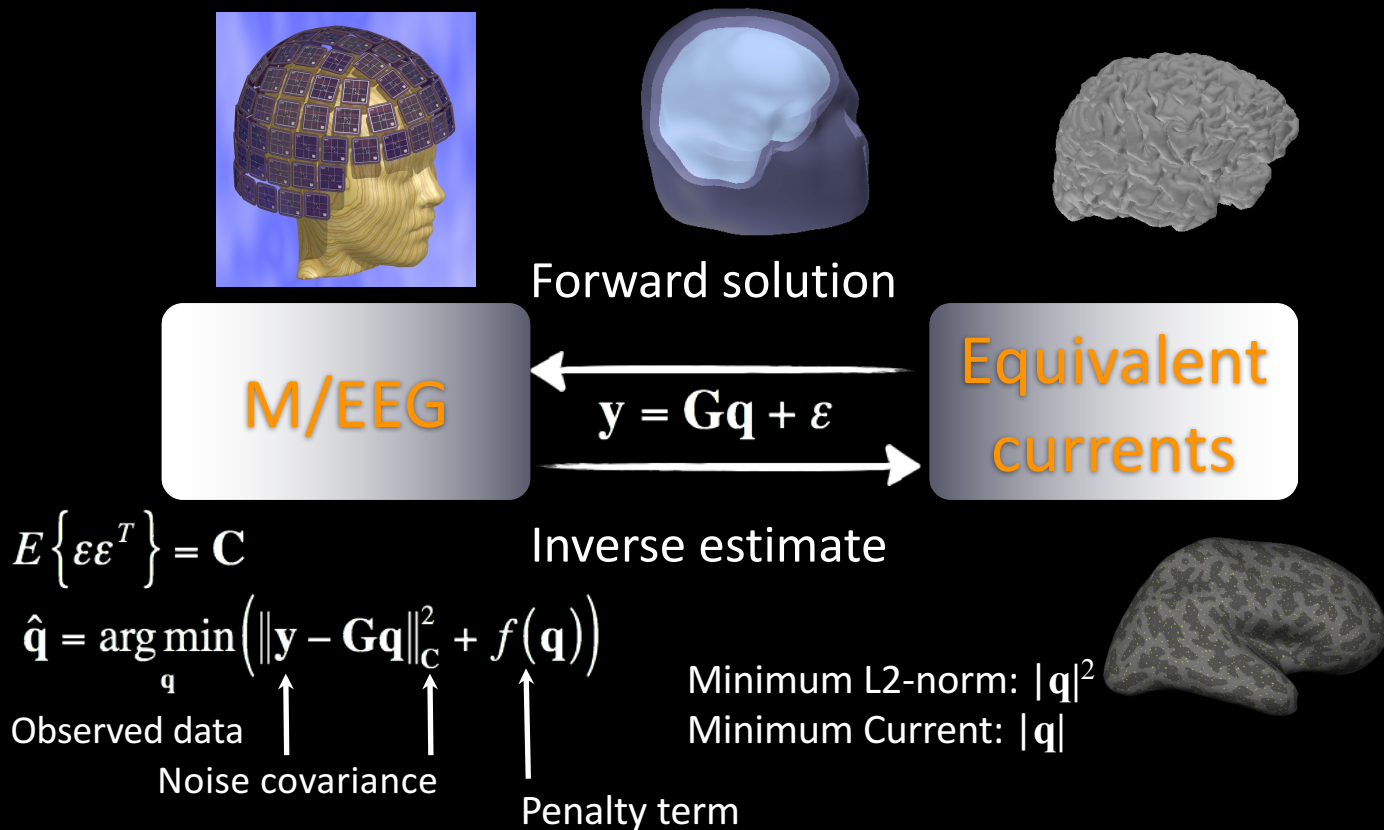 Forward solution
M/EEG
Equivalent
currents
y = Gq + ε
Inverse estimate
E{εε^T} = C
q̂ = arg min_q (‖y − Gq‖²_C + f(q))
Minimum L2-norm: |q|²
Minimum Current: |q|
Observed data
Noise covariance
Penalty term